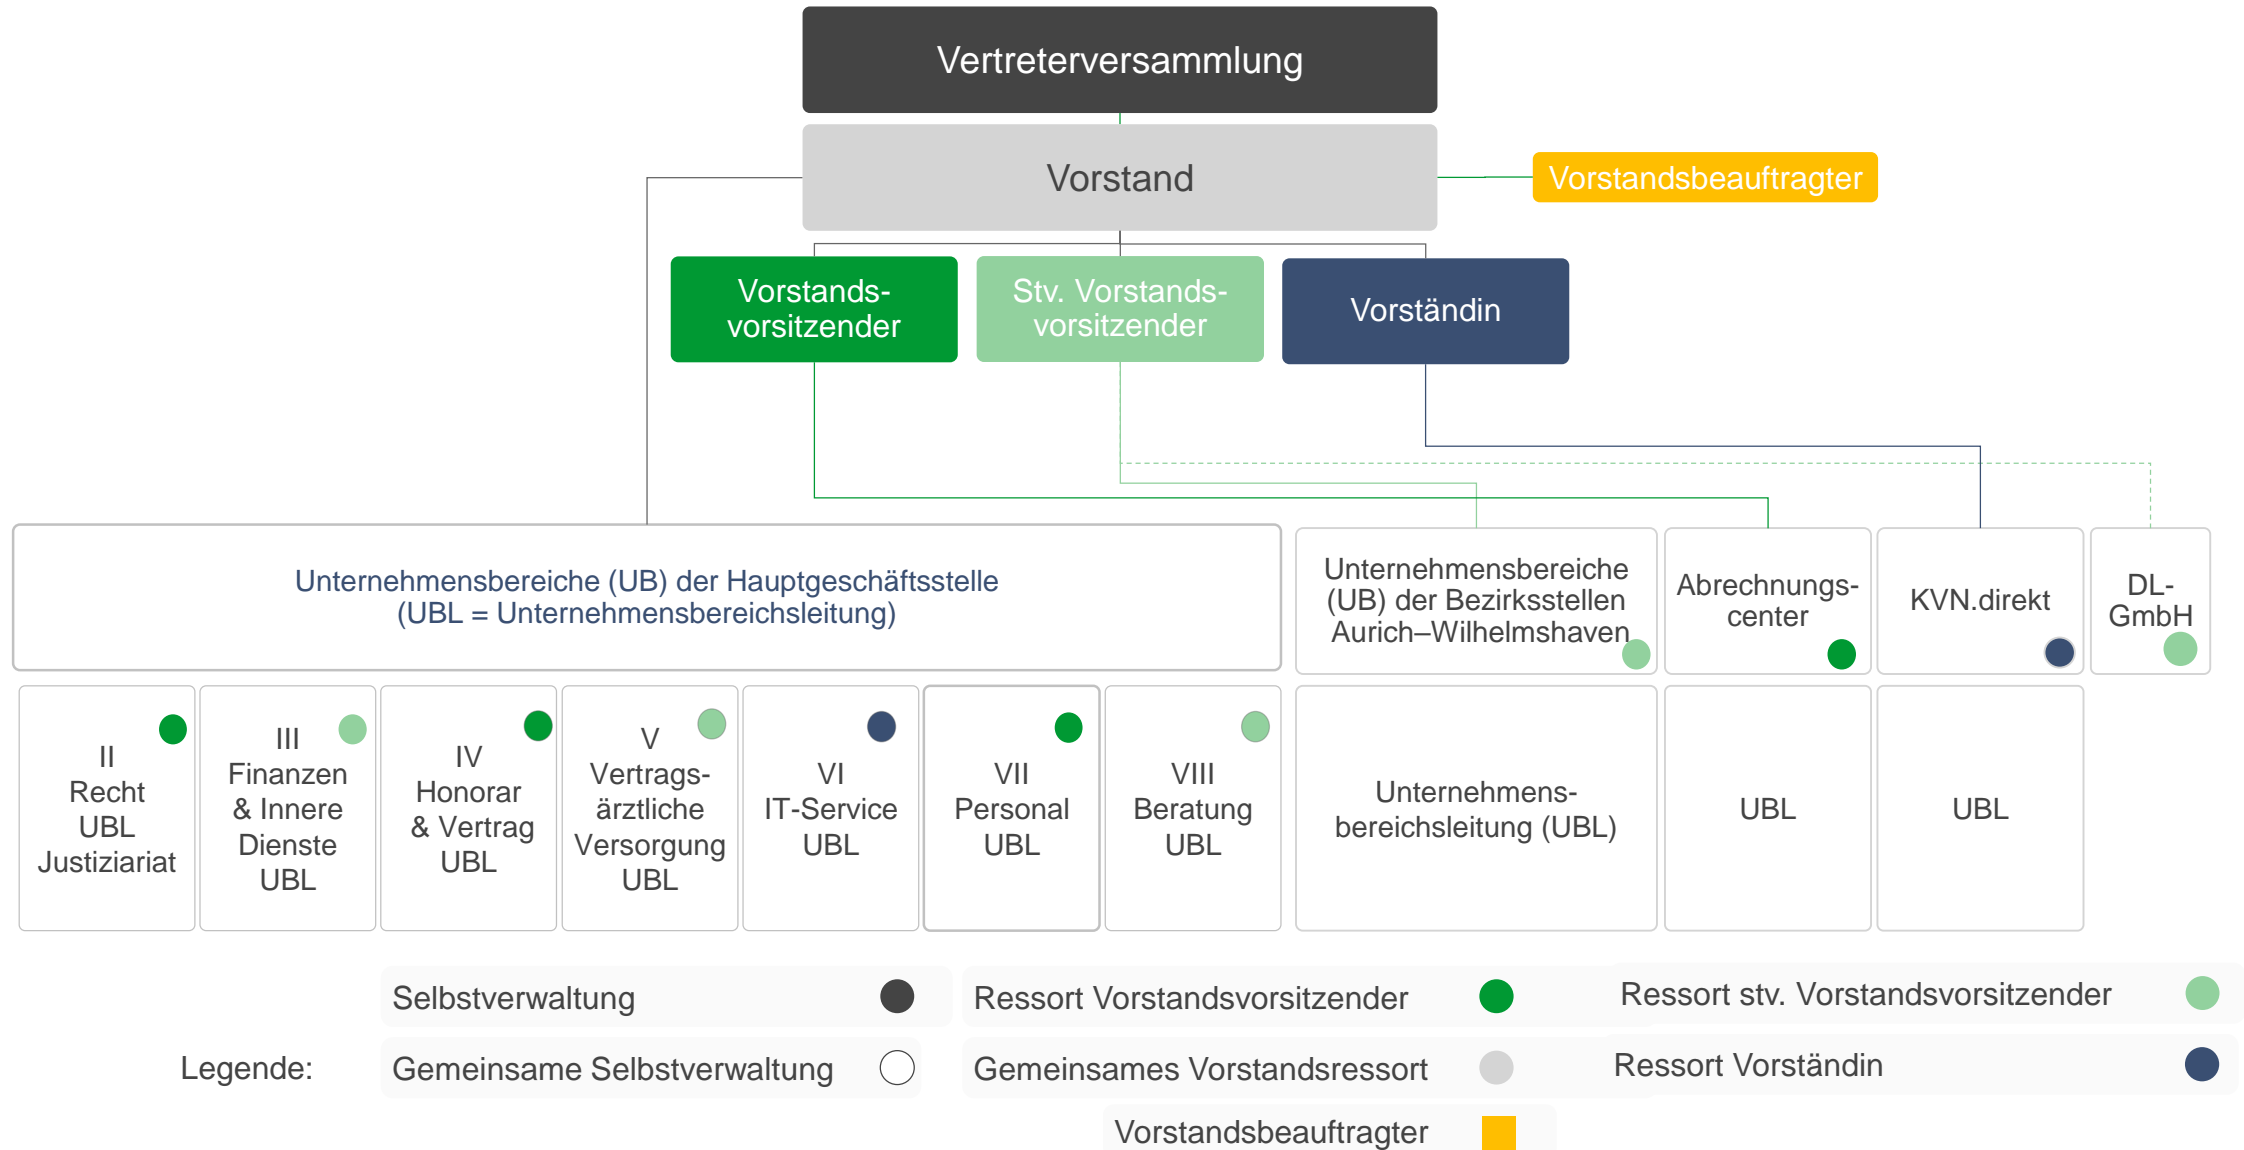 Vertreterversammlung
Vorstand
Vorstandsbeauftragter
Vorstands-
vorsitzender
Stv. Vorstands-
vorsitzender
Vorständin
Unternehmensbereiche (UB) der Hauptgeschäftsstelle
(UBL = Unternehmensbereichsleitung)
Unternehmensbereiche
(UB) der Bezirksstellen
Aurich–Wilhelmshaven
Abrechnungs-
center
KVN.direkt
DL-
GmbH
II
Recht
UBL
Justiziariat
III
Finanzen
& Innere
Dienste
UBL
IV
Honorar
& Vertrag
UBL
V
Vertrags-
ärztliche
Versorgung
UBL
VI
IT-Service
UBL
VII
Personal
UBL
VIII
Beratung
UBL
Unternehmens-
bereichsleitung (UBL)
UBL
UBL
Legende:
Selbstverwaltung
Gemeinsame Selbstverwaltung
Ressort Vorstandsvorsitzender
Gemeinsames Vorstandsressort
Vorstandsbeauftragter
Ressort stv. Vorstandsvorsitzender
Ressort Vorständin